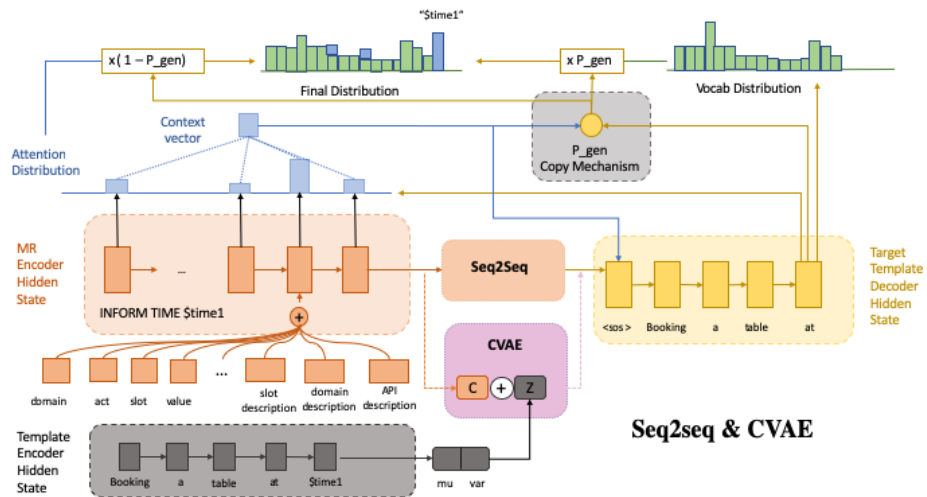 "$time1"
x( 1 – P_gen)
x P_gen
Final Distribution
Vocab Distribution
Context
vector
P_gen
Copy Mechanism
Attention
Distribution
MR
Encoder
Hidden
State
...
INFORM TIME $time1
+
Seq2Seq
<sos>
Booking
a
table
at
Target
Template
Decoder
Hidden
State
CVAE
C
+
Z
domain
act
slot
value
...
slot
description
domain
description
API
description
Template
Encoder
Hidden
State
Booking
a
table
at
$time1
mu
var
Seq2seq & CVAE